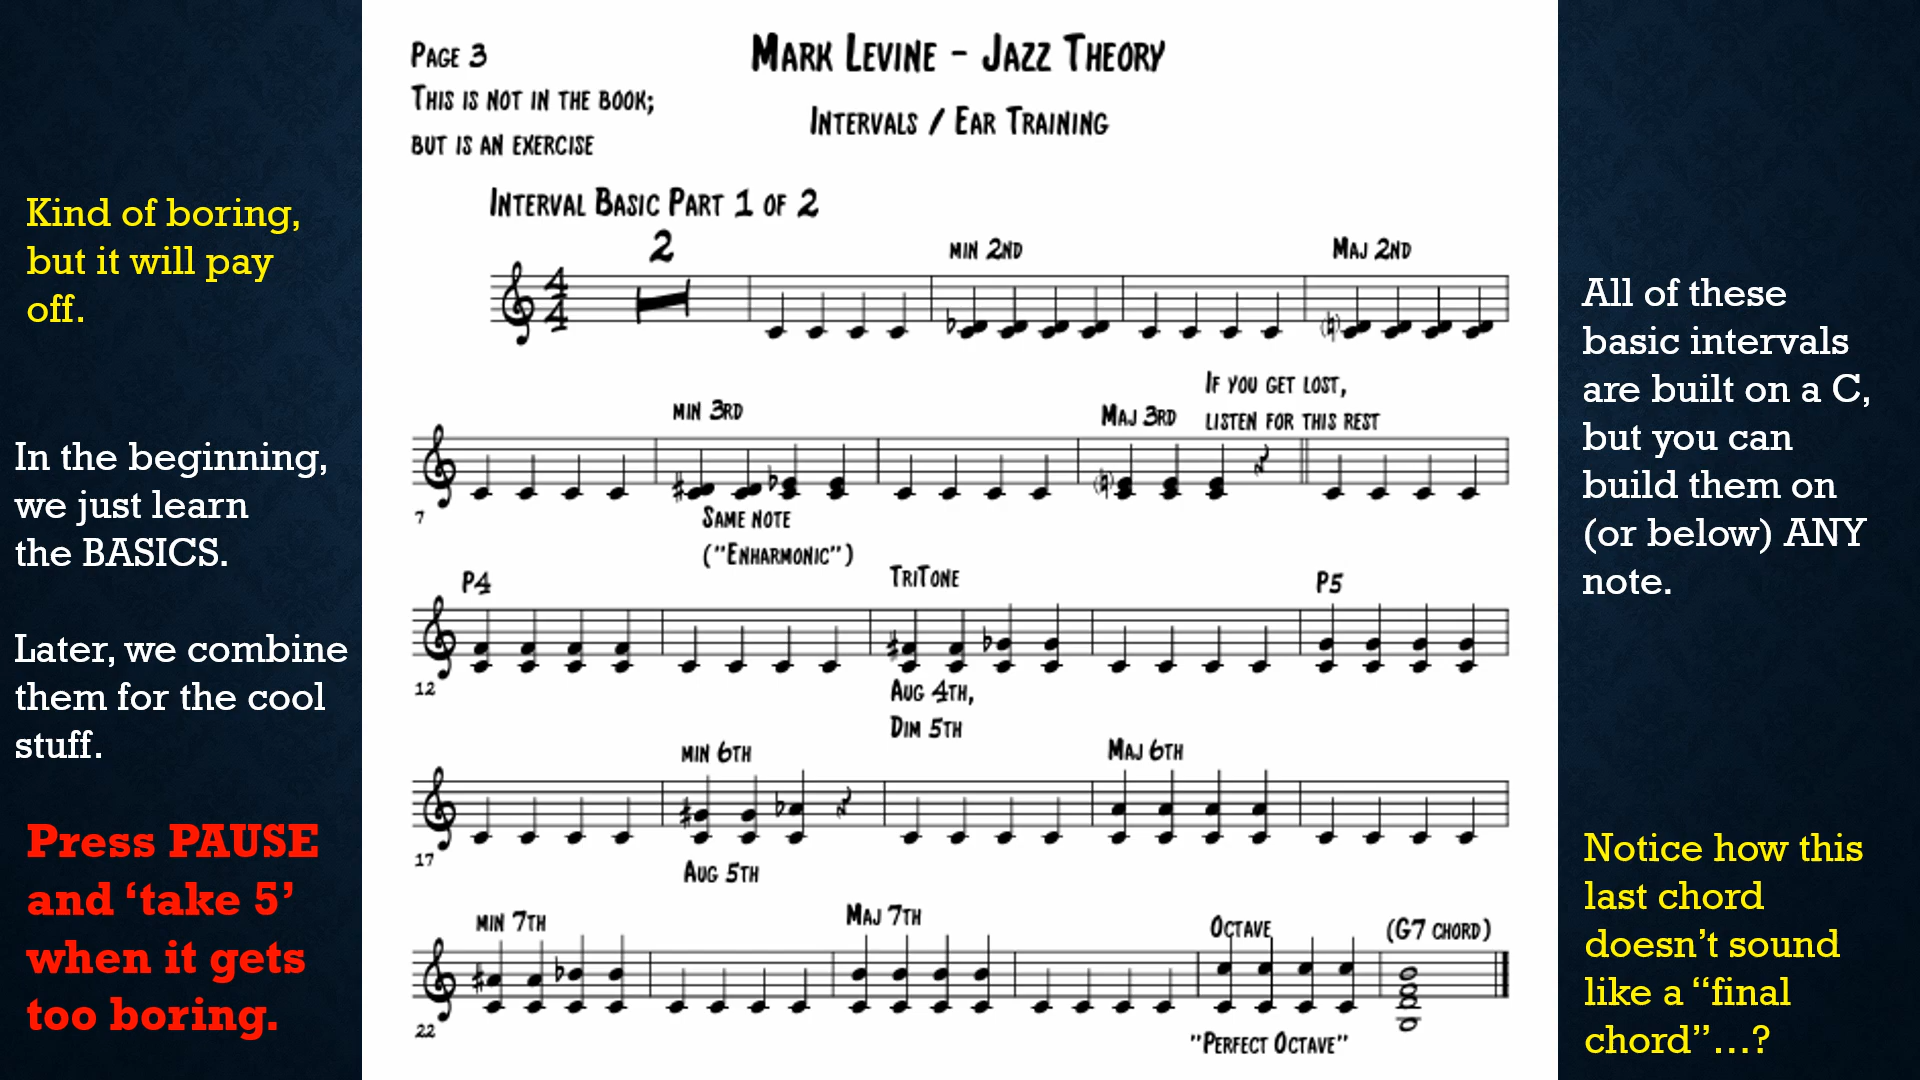 Page 3
Mark Levine - Jazz Theory
This is not in the book;
but is an exercise
Intervals / Ear Training
Interval Basic Part 1 of 2
2
min 2nd
Maj 2nd
4
4
If you get lost,
listen for this rest
min 3rd
Maj 3rd
7
Same note
("Enharmonic")
P4
TriTone
P5
12
Aug 4th,
Dim 5th
min 6th
Maj 6th
17
Aug 5th
min 7th
Maj 7th
Octave
(G7 chord)
22
"Perfect Octave"
Kind of boring,
but it will pay
off.
In the beginning,
we just learn
the BASICS.
Later, we combine
them for the cool
stuff.
Press PAUSE
and ‘take 5’
when it gets
too boring.
All of these
basic intervals
are built on a C,
but you can
build them on
(or below) ANY
note.
Notice how this
last chord
doesn’t sound
like a “final
chord”…?